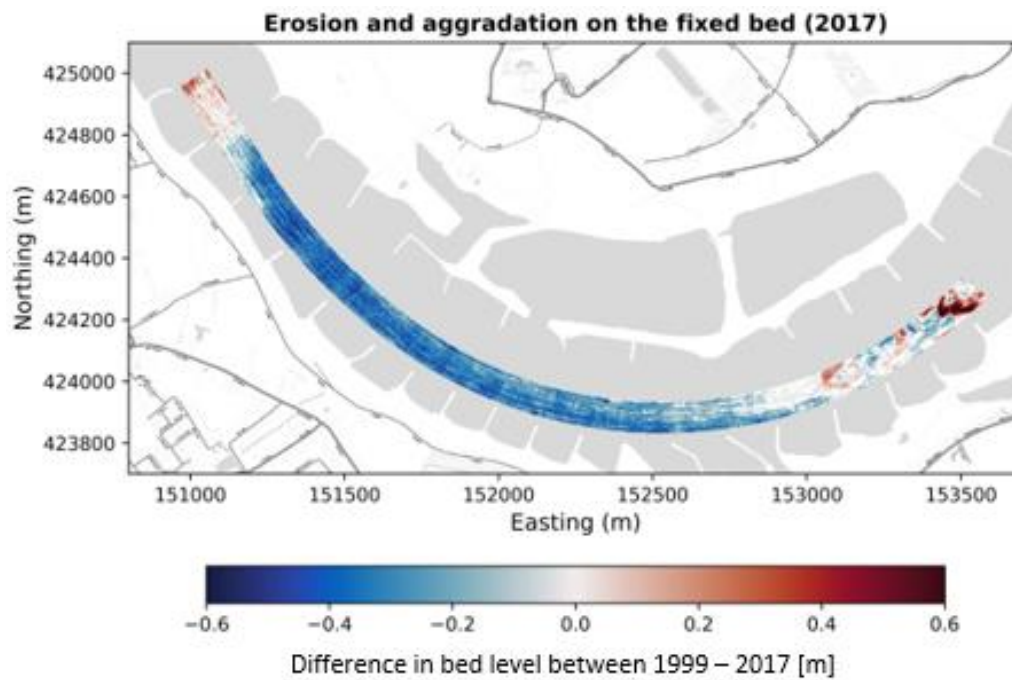 Erosion and aggradation on the fixed bed (2017)
425000
424800
424600
424400
424200
424000
423800
Northing (m)
151000 151500 152000 152500 153000 153500
Easting (m)
−0.6 −0.4 −0.2 0.0 0.2 0.4 0.6
Difference in bed level between 1999 – 2017 [m]